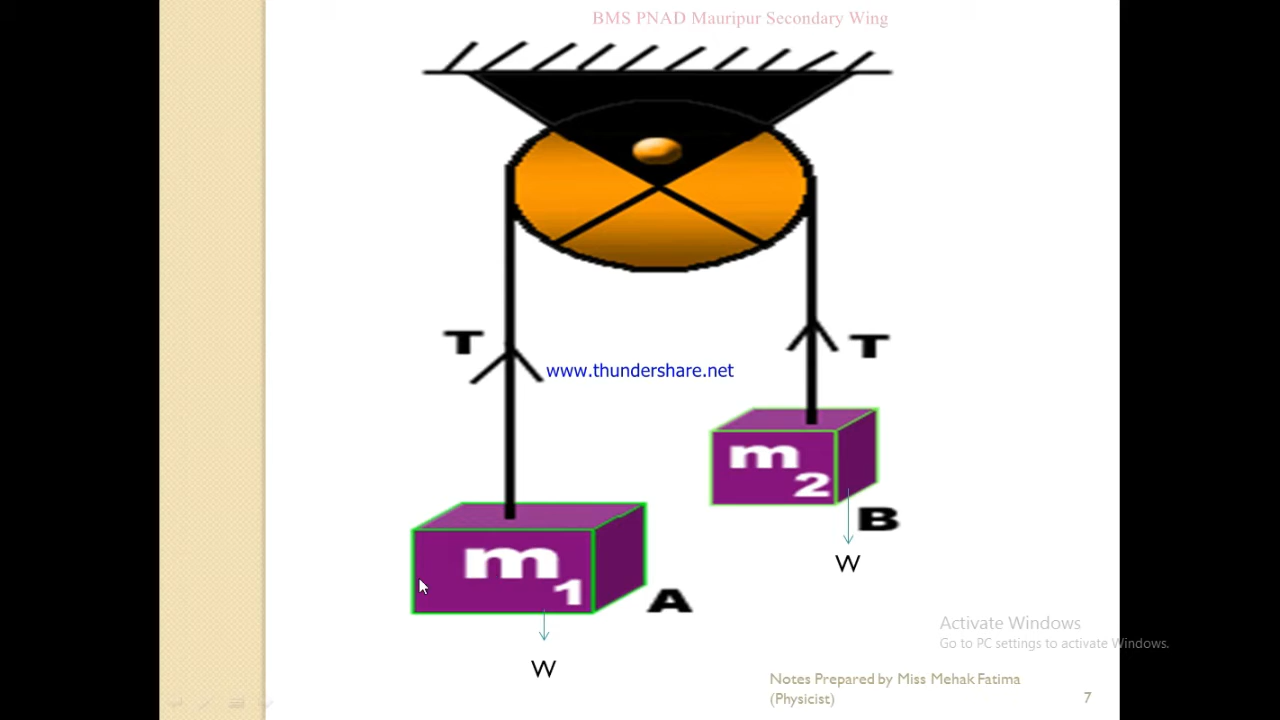 BMS PNAD Mauripur Secondary Wing
T
T
www.thundershare.net
m2
B
W
m1
A
W
Activate Windows
Go to PC settings to activate Windows.
Notes Prepared by Miss Mehak Fatima
(Physicist)
7